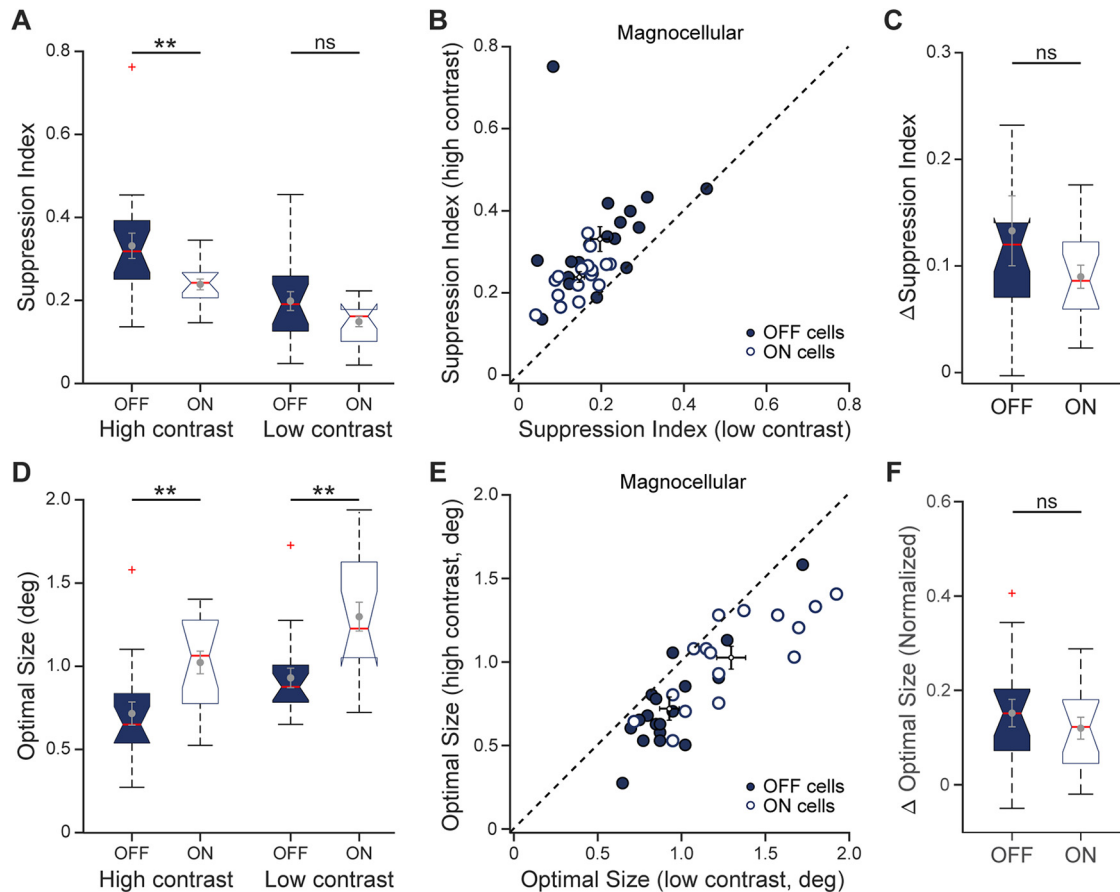 A
Suppression Index
0.8
0.6
0.4
0.2
0
**
ns
OFF
ON
OFF
ON
High contrast
Low contrast
B
Magnocellular
Suppression Index (high contrast)
0.8
0.6
0.4
0.2
0
0
0.2
0.4
0.6
0.8
OFF cells
ON cells
Suppression Index (low contrast)
C
Δ Suppression Index
0.3
0.2
0.1
0
ns
OFF
ON
D
Optimal Size (deg)
2.0
1.5
1.0
0.5
0
**
**
OFF
ON
OFF
ON
High contrast
Low contrast
E
Magnocellular
Optimal Size (high contrast, deg)
2.0
1.5
1.0
0.5
0
0
0.5
1.0
1.5
2.0
OFF cells
ON cells
Optimal Size (low contrast, deg)
F
Δ Optimal Size (Normalized)
0.6
0.4
0.2
0
ns
OFF
ON